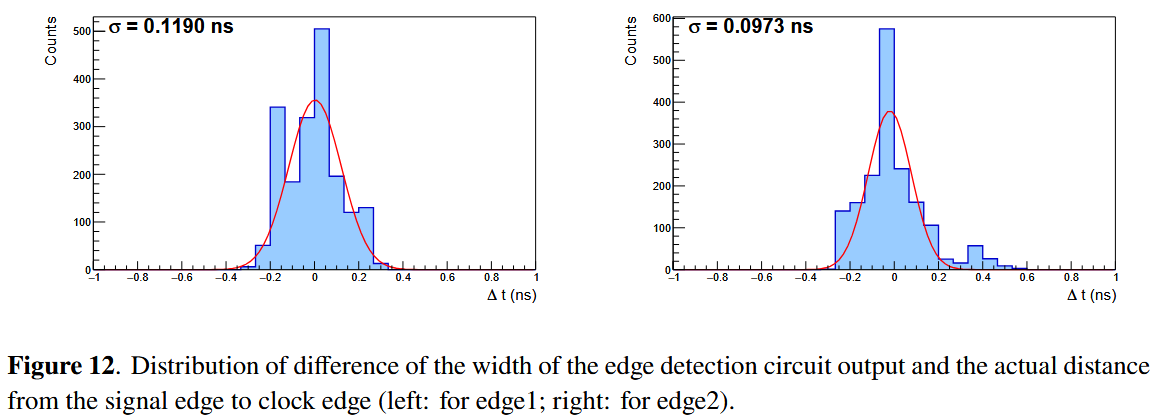 σ = 0.1190 ns
Counts
500
400
300
200
100
0
−1 −0.8 −0.6 −0.4 −0.2 0 0.2 0.4 0.6 0.8 1
Δ t (ns)
σ = 0.0973 ns
Counts
600
500
400
300
200
100
0
−1 −0.8 −0.6 −0.4 −0.2 0 0.2 0.4 0.6 0.8 1
Δ t (ns)
Figure 12. Distribution of difference of the width of the edge detection circuit output and the actual distance
from the signal edge to clock edge (left: for edge1; right: for edge2).